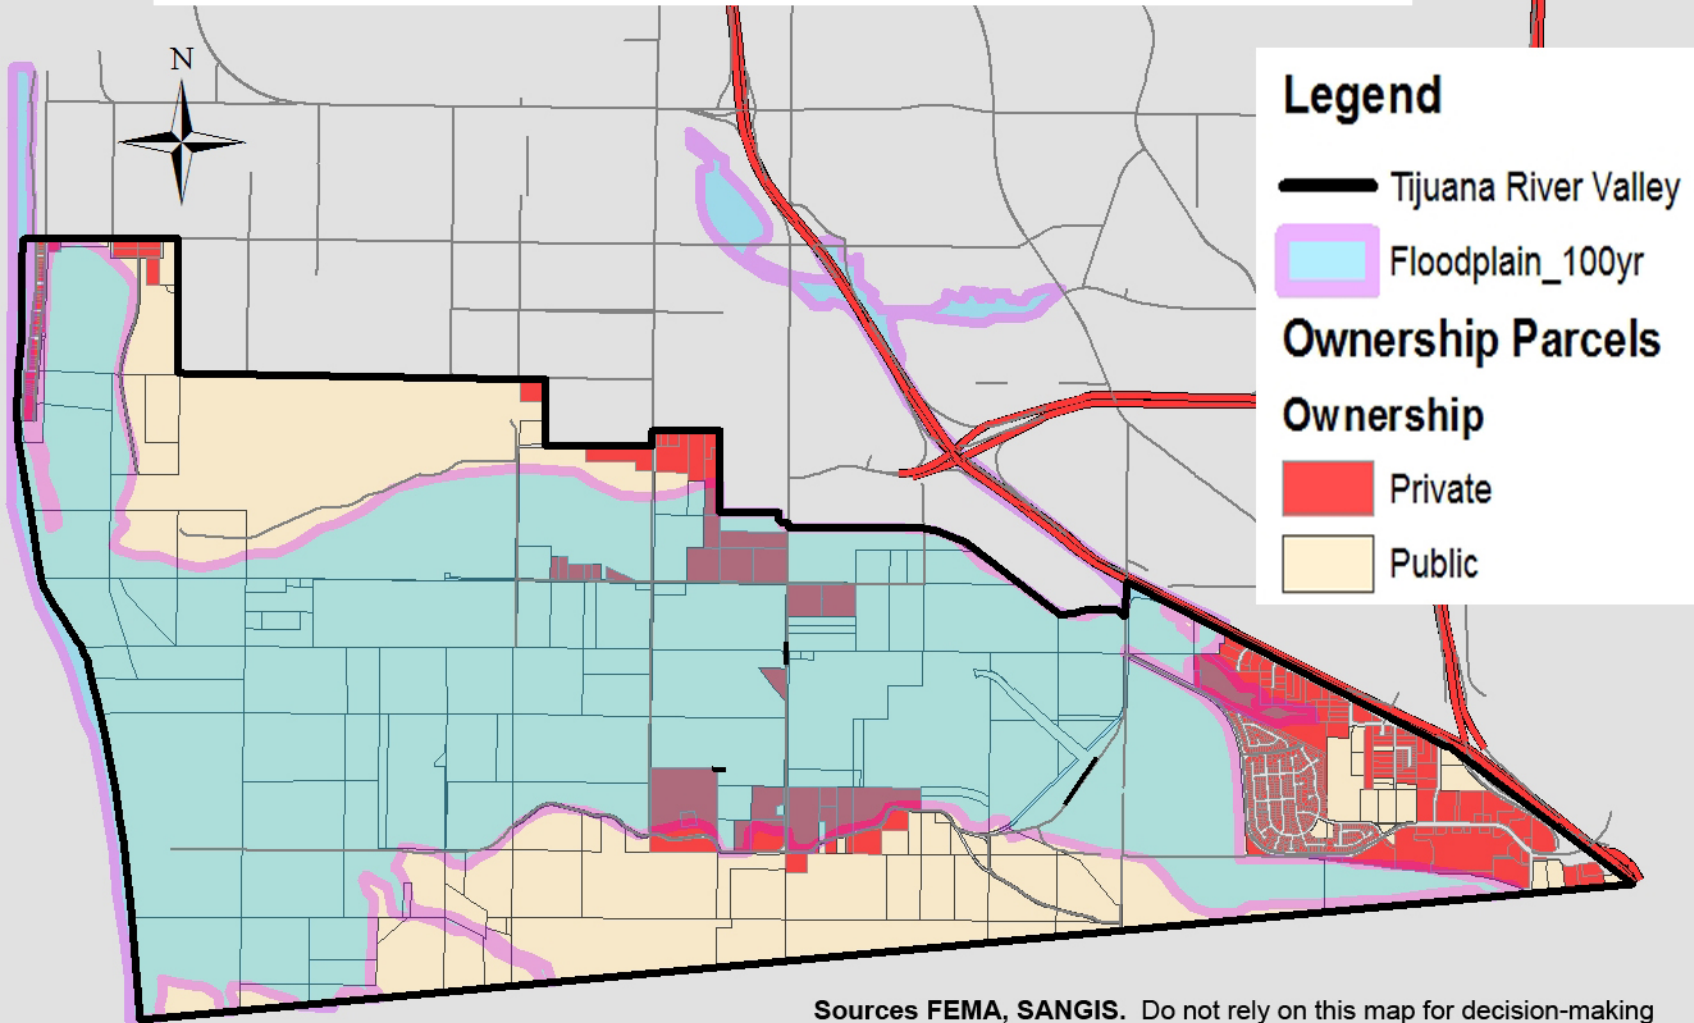 N
Legend
Tijuana River Valley
Floodplain_100yr
Ownership Parcels
Ownership
Private
Public
Sources FEMA, SANGIS. Do not rely on this map for decision-making